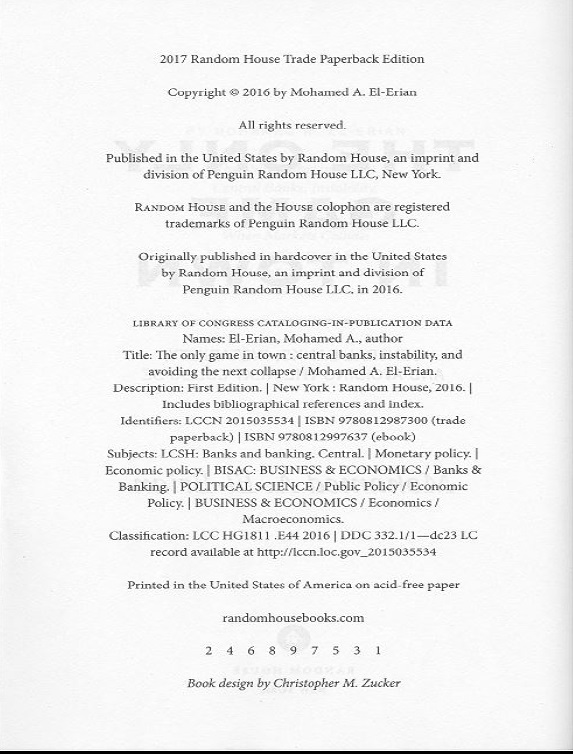 2017 Random House Trade Paperback Edition
Copyright © 2016 by Mohamed A. El-Erian
All rights reserved.
Published in the United States by Random House, an imprint and
division of Penguin Random House LLC, New York.
RANDOM HOUSE and the HOUSE colophon are registered
trademarks of Penguin Random House LLC.
Originally published in hardcover in the United States
by Random House, an imprint and division of
Penguin Random House LLC, in 2016.
LIBRARY OF CONGRESS CATALOGING-IN-PUBLICATION DATA
Names: El-Erian, Mohamed A., author
Title: The only game in town : central banks, instability, and
avoiding the next collapse / Mohamed A. El-Erian.
Description: First Edition. | New York : Random House, 2016. |
Includes bibliographical references and index.
Identifiers: LCCN 2015035534 | ISBN 9780812987300 (trade
paperback) | ISBN 9780812997637 (ebook)
Subjects: LCSH: Banks and banking. Central. | Monetary policy. |
Economic policy. | BISAC: BUSINESS & ECONOMICS / Banks &
Banking. | POLITICAL SCIENCE / Public Policy / Economic
Policy. | BUSINESS & ECONOMICS / Economics /
Macroeconomics.
Classification: LCC HG1811 .E44 2016 | DDC 332.1/1—dc23 LC
record available at http://lccn.loc.gov_2015035534
Printed in the United States of America on acid-free paper
randomhousebooks.com
2 4 6 8 9 7 5 3 1
Book design by Christopher M. Zucker